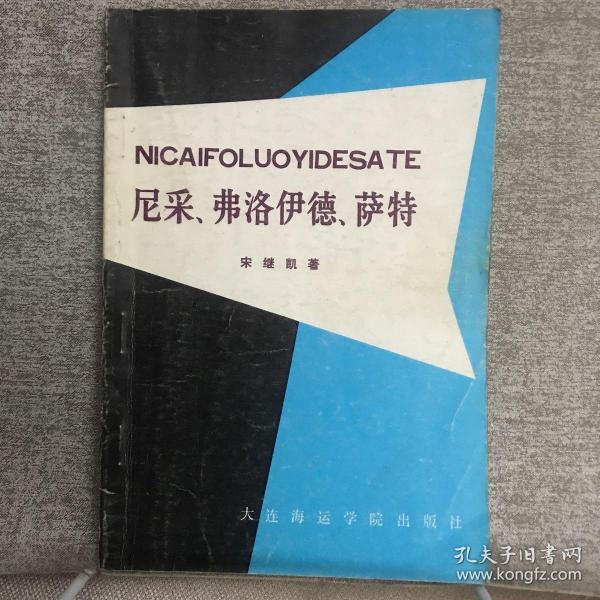 NICAIFOLUOYIDESATE
尼采、弗洛伊德、萨特
宋继凯著
大连海运学院出版社
孔夫子旧书网
www.kongfz.com